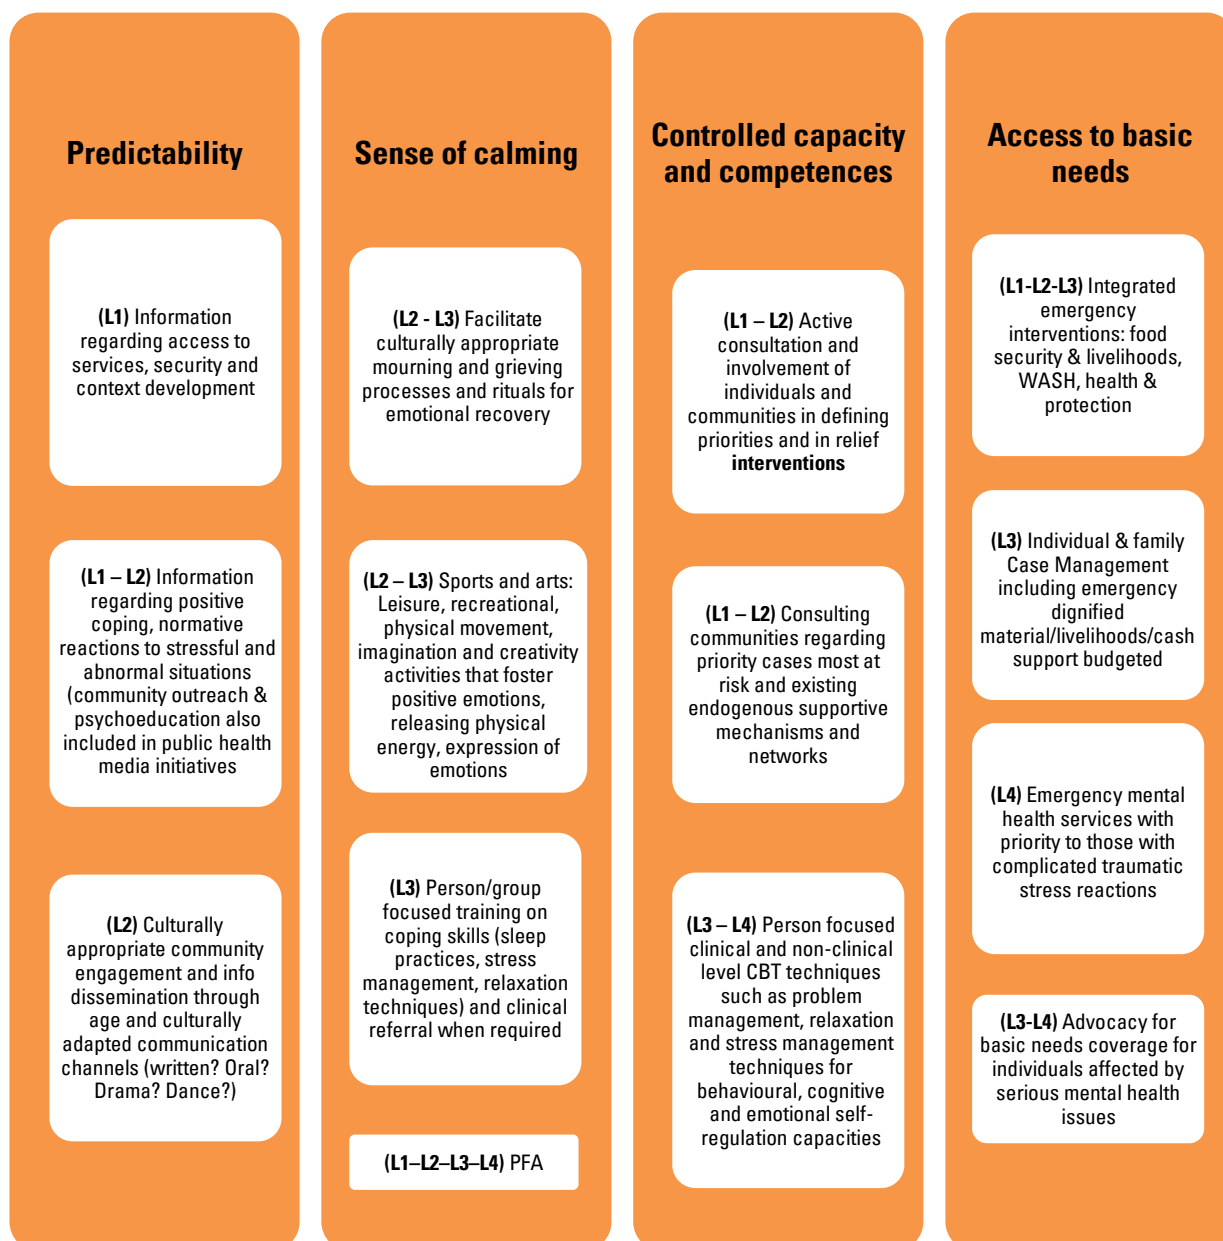 Predictability
(L1) Information
regarding access to
services, security and
context development
(L1 – L2) Information
regarding positive
coping, normative
reactions to stressful and
abnormal situations
(community outreach &
psychoeducation also
included in public health
media initiatives
(L2) Culturally
appropriate community
engagement and info
dissemination through
age and culturally
adapted communication
channels (written? Oral?
Drama? Dance?)
Sense of calming
(L2 - L3) Facilitate
culturally appropriate
mourning and grieving
processes and rituals for
emotional recovery
(L2 – L3) Sports and arts:
Leisure, recreational,
physical movement,
imagination and creativity
activities that foster
positive emotions,
releasing physical
energy, expression of
emotions
(L3) Person/group
focused training on
coping skills (sleep
practices, stress
management, relaxation
techniques) and clinical
referral when required
(L1–L2–L3–L4) PFA
Controlled capacity
and competences
(L1 – L2) Active
consultation and
involvement of
individuals and
communities in defining
priorities and in relief
interventions
(L1 – L2) Consulting
communities regarding
priority cases most at
risk and existing
endogenous supportive
mechanisms and
networks
(L3 – L4) Person focused
clinical and non-clinical
level CBT techniques
such as problem
management, relaxation
and stress management
techniques for
behavioural, cognitive
and emotional self-
regulation capacities
Access to basic
needs
(L1-L2-L3) Integrated
emergency
interventions: food
security & livelihoods,
WASH, health &
protection
(L3) Individual & family
Case Management
including emergency
dignified
material/livelihoods/cash
support budgeted
(L4) Emergency mental
health services with
priority to those with
complicated traumatic
stress reactions
(L3-L4) Advocacy for
basic needs coverage for
individuals affected by
serious mental health
issues